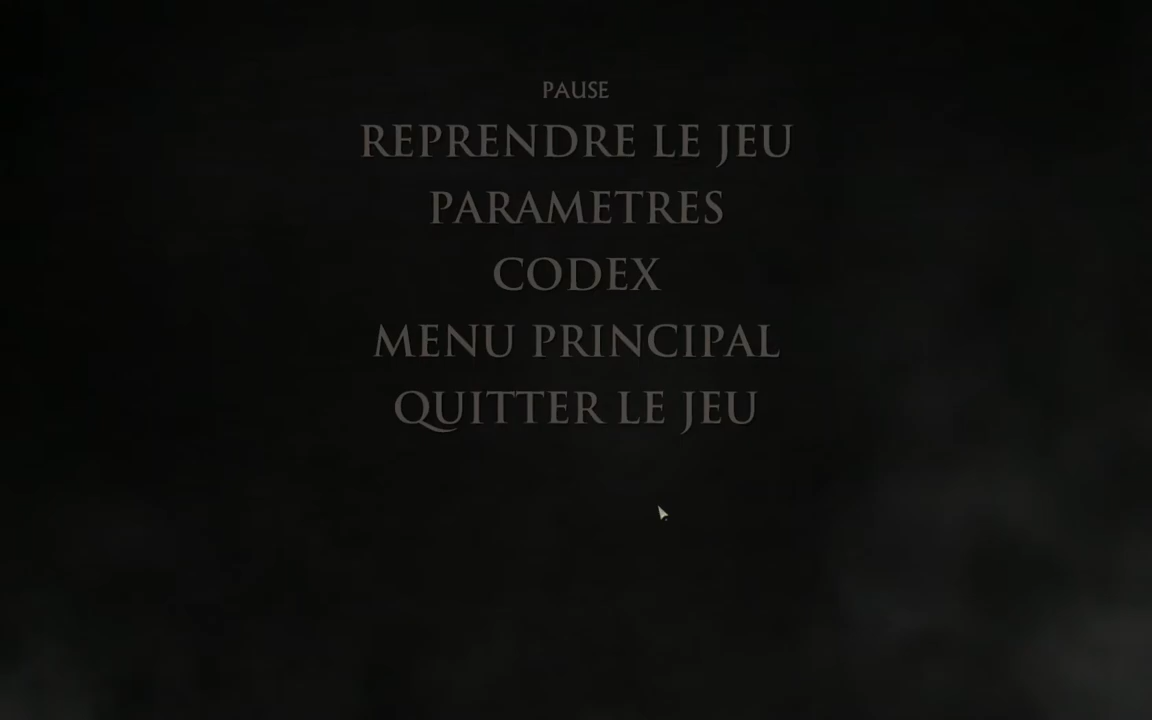 PAUSE
REPRENDRE LE JEU
PARAMETRES
CODEX
MENU PRINCIPAL
QUITTER LE JEU